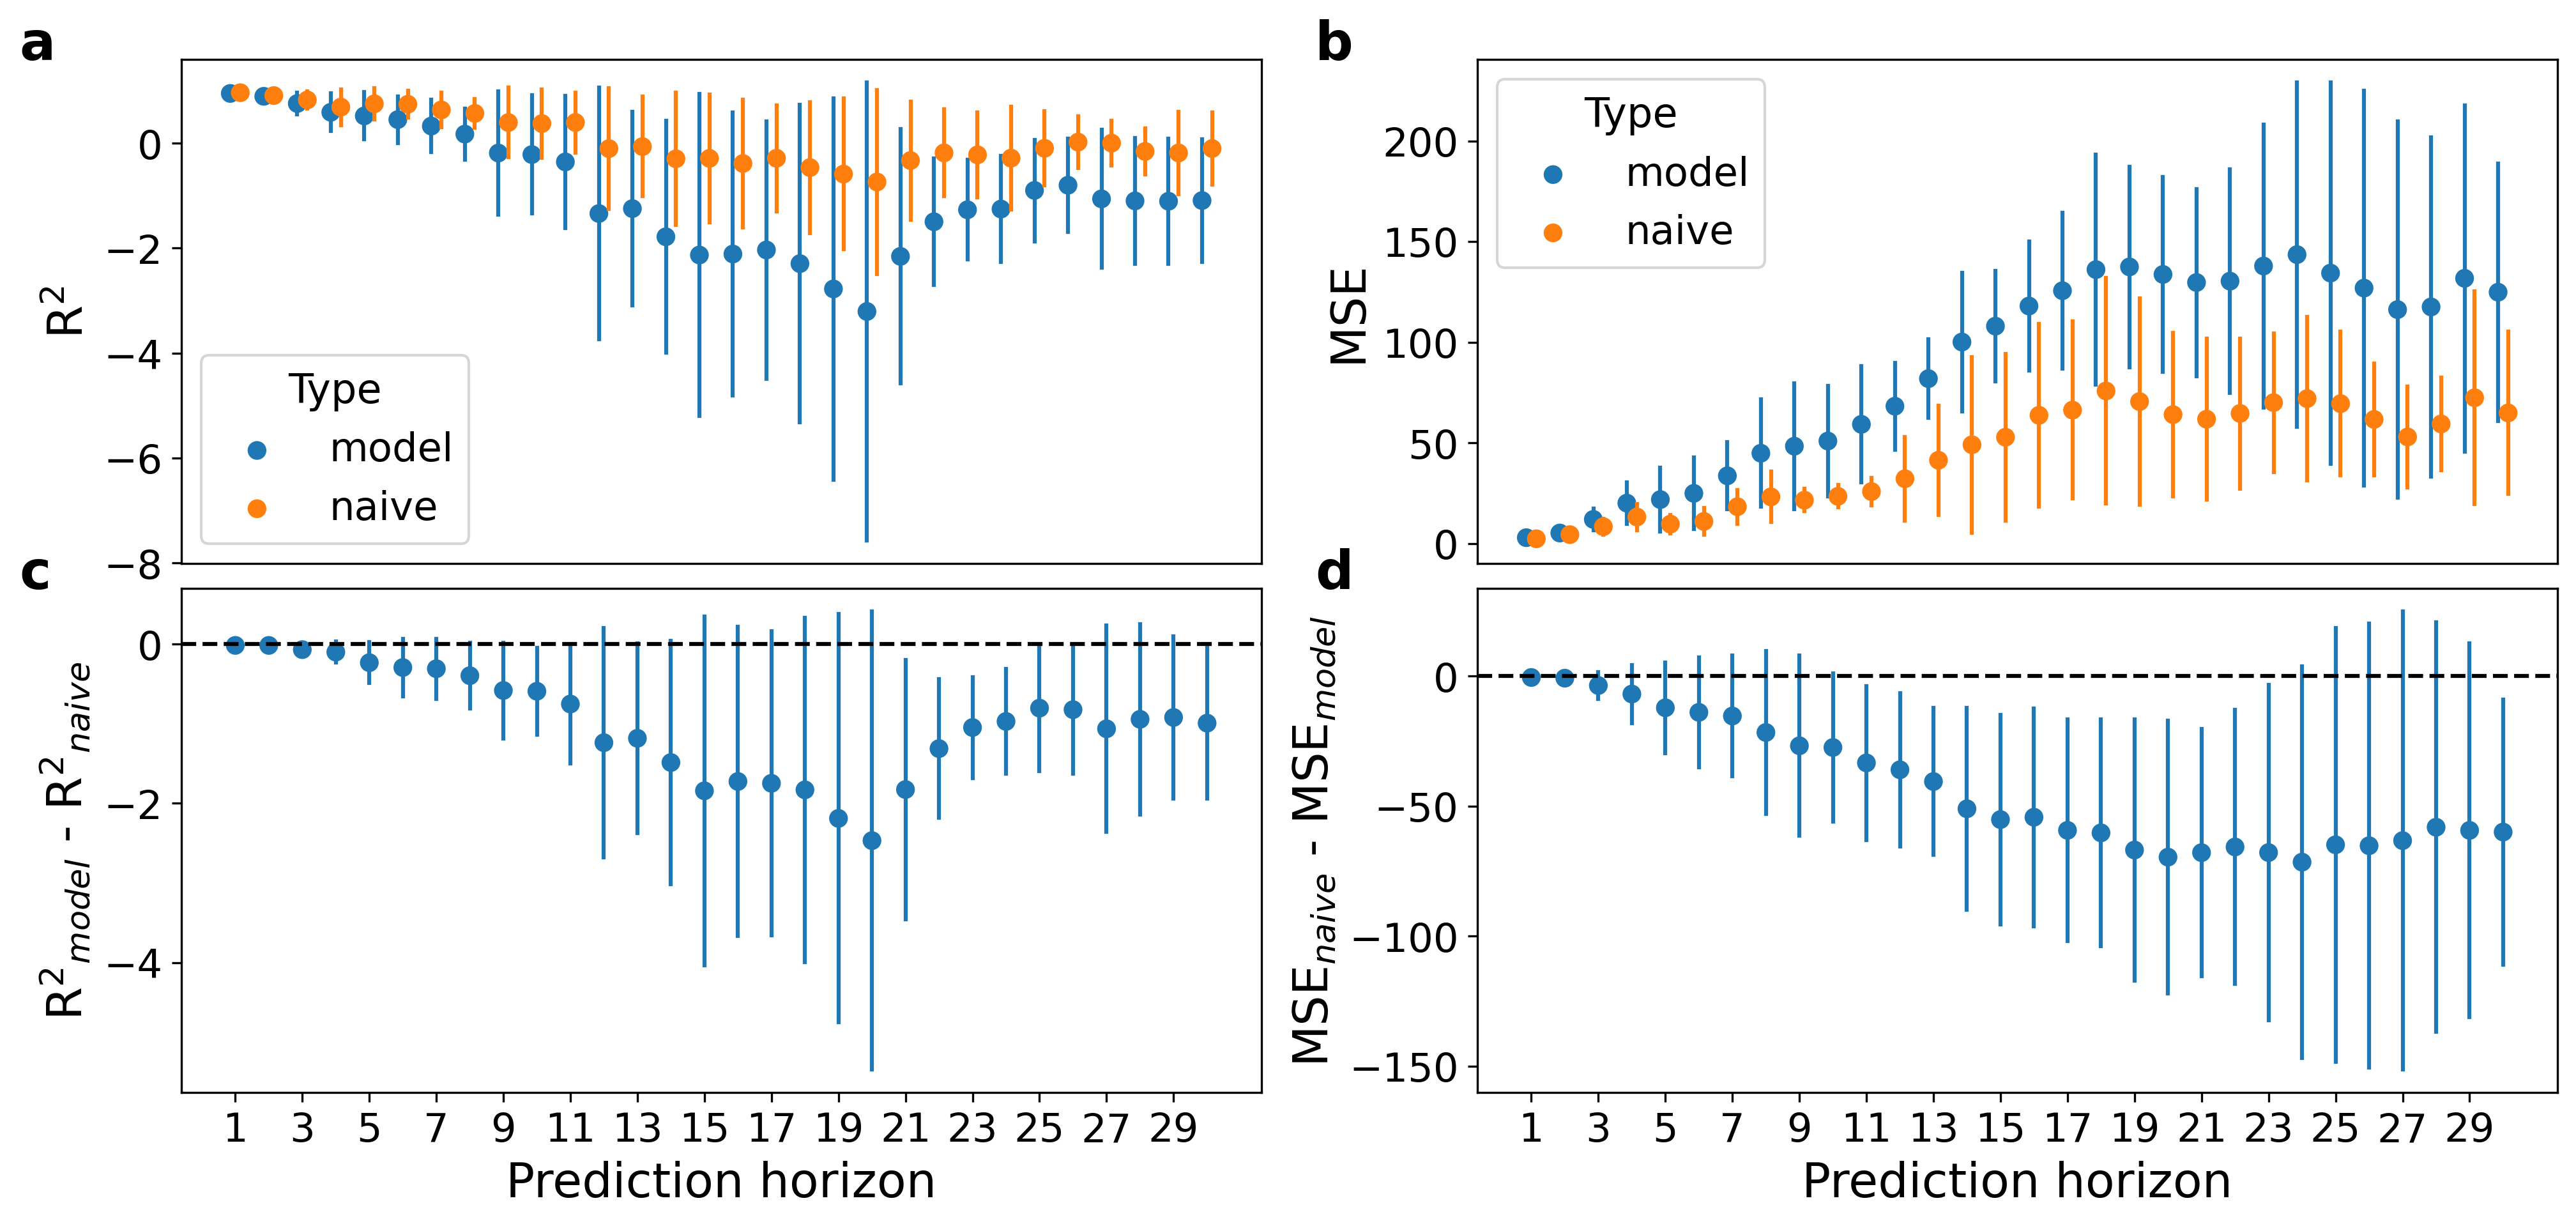 a
0
−2
−4
−6
−8
R²
Type
model
naive
b
200
150
100
50
0
MSE
Type
model
naive
c
0
−2
−4
R²model - R²naive
1 3 5 7 9 11 13 15 17 19 21 23 25 27 29
Prediction horizon
d
0
−50
−100
−150
MSEnaive - MSEmodel
1 3 5 7 9 11 13 15 17 19 21 23 25 27 29
Prediction horizon